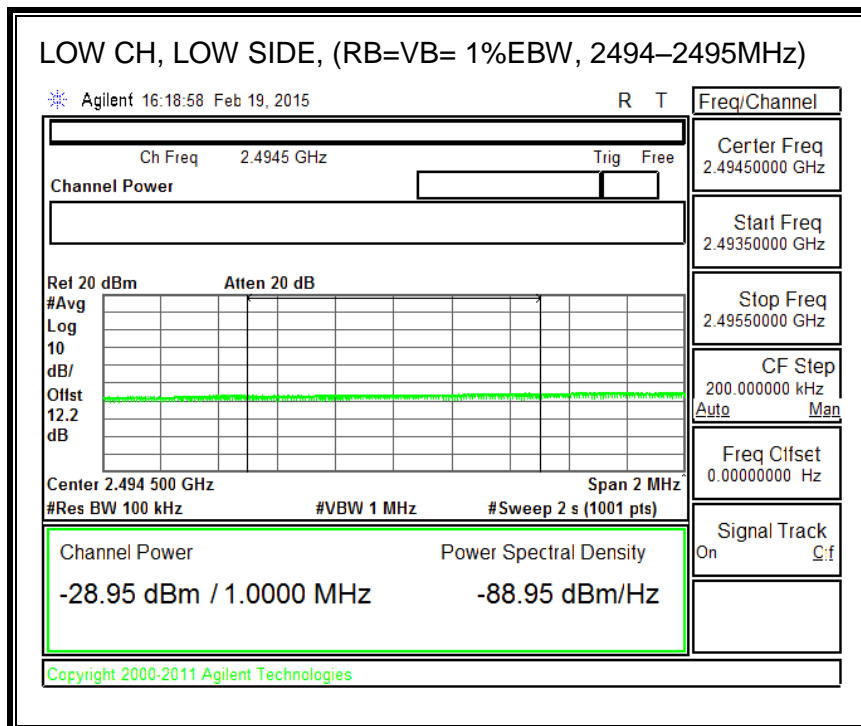 LOW CH, LOW SIDE, (RB=VB= 1%EBW, 2494–2495MHz)
Agilent 16:18:58 Feb 19, 2015 R T
Freq/Channel
Ch Freq 2.4945 GHz Trig Free
Channel Power
Center Freq
2.49450000 GHz
Start Freq
2.49350000 GHz
Stop Freq
2.49550000 GHz
CF Step
200.000000 kHz
Auto Man
Freq Offset
0.00000000 Hz
Signal Track
On Off
Ref 20 dBm Atten 20 dB
#Avg
Log
10
dB/
Offst
12.2
dB
Center 2.494 500 GHz Span 2 MHz
#Res BW 100 kHz #VBW 1 MHz #Sweep 2 s (1001 pts)
Channel Power Power Spectral Density
-28.95 dBm / 1.0000 MHz -88.95 dBm/Hz
Copyright 2000-2011 Agilent Technologies